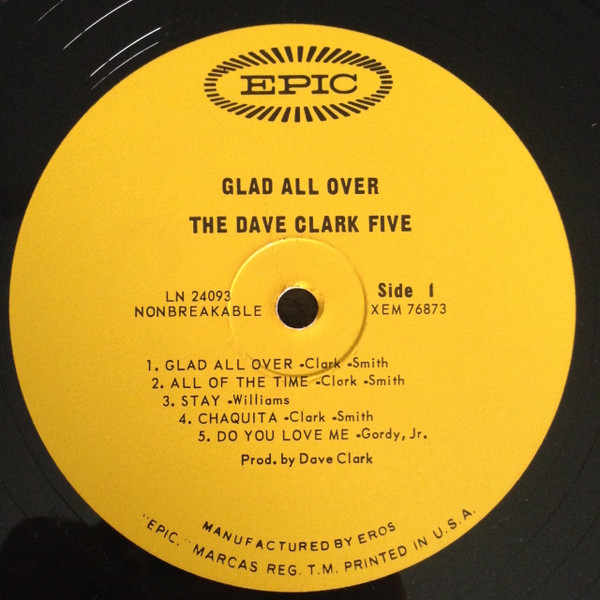 EPIC
GLAD ALL OVER
THE DAVE CLARK FIVE
LN 24093
NONBREAKABLE
Side 1
XEM 76873
1. GLAD ALL OVER -Clark -Smith
2. ALL OF THE TIME -Clork -Smith
3. STAY -Williams
4. CHAQUITA -Clark -Smith
5. DO YOU LOVE ME -Gordy, Jr.
Prod. by Dave Clark
MANUFACTURED BY EROS
"EPIC," MARCAS REG. T.M. PRINTED IN U.S.A.